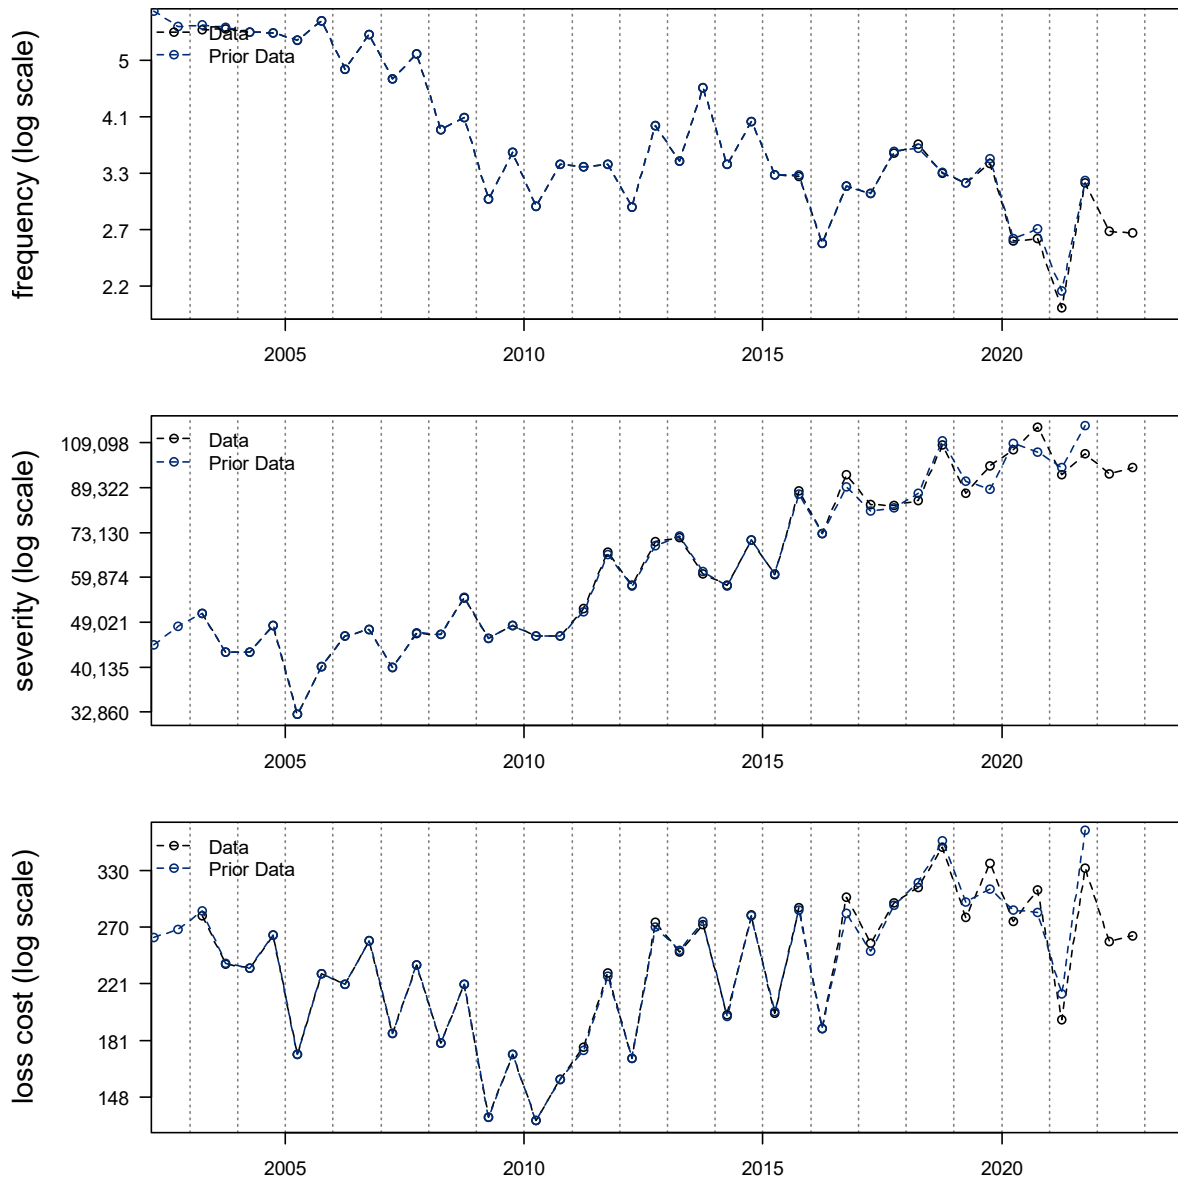 frequency (log scale)
5
4.1
3.3
2.7
2.2
Data
Prior Data
2005 2010 2015 2020
severity (log scale)
109,098
89,322
73,130
59,874
49,021
40,135
32,860
Data
Prior Data
2005 2010 2015 2020
loss cost (log scale)
330
270
221
181
148
Data
Prior Data
2005 2010 2015 2020